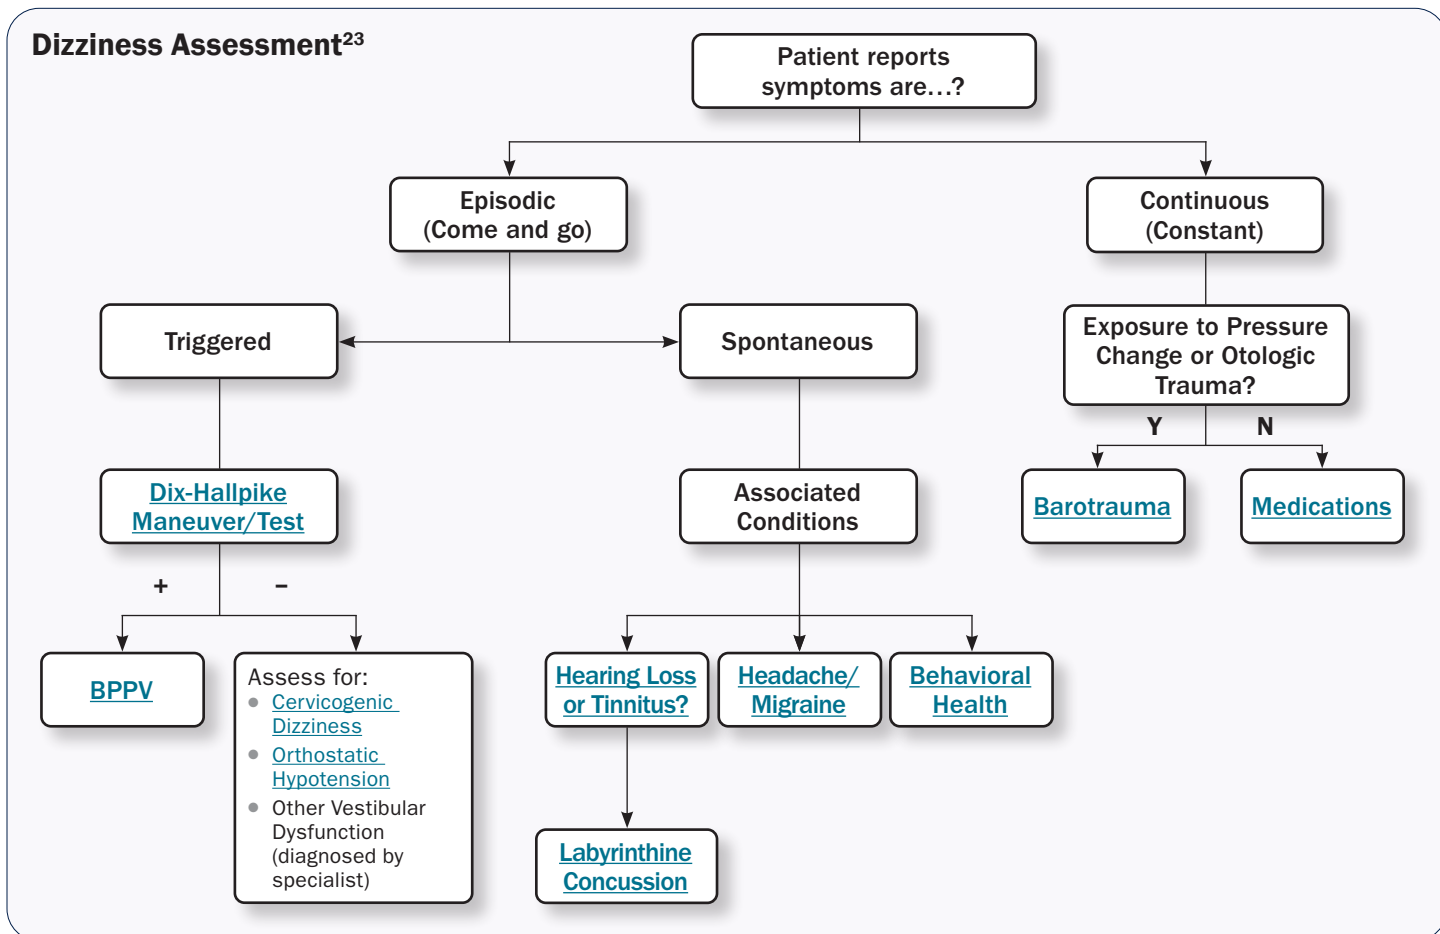 Dizziness Assessment²³
Patient reports
symptoms are...?
Episodic
(Come and go)
Continuous
(Constant)
Triggered
Spontaneous
Exposure to Pressure
Change or Otologic
Trauma?
Y
N
Dix-Hallpike
Maneuver/Test
Associated
Conditions
Barotrauma
Medications
+
–
BPPV
Assess for:
● Cervicogenic
Dizziness
● Orthostatic
Hypotension
● Other Vestibular
Dysfunction
(diagnosed by
specialist)
Hearing Loss
or Tinnitus?
Headache/
Migraine
Behavioral
Health
Labyrinthine
Concussion